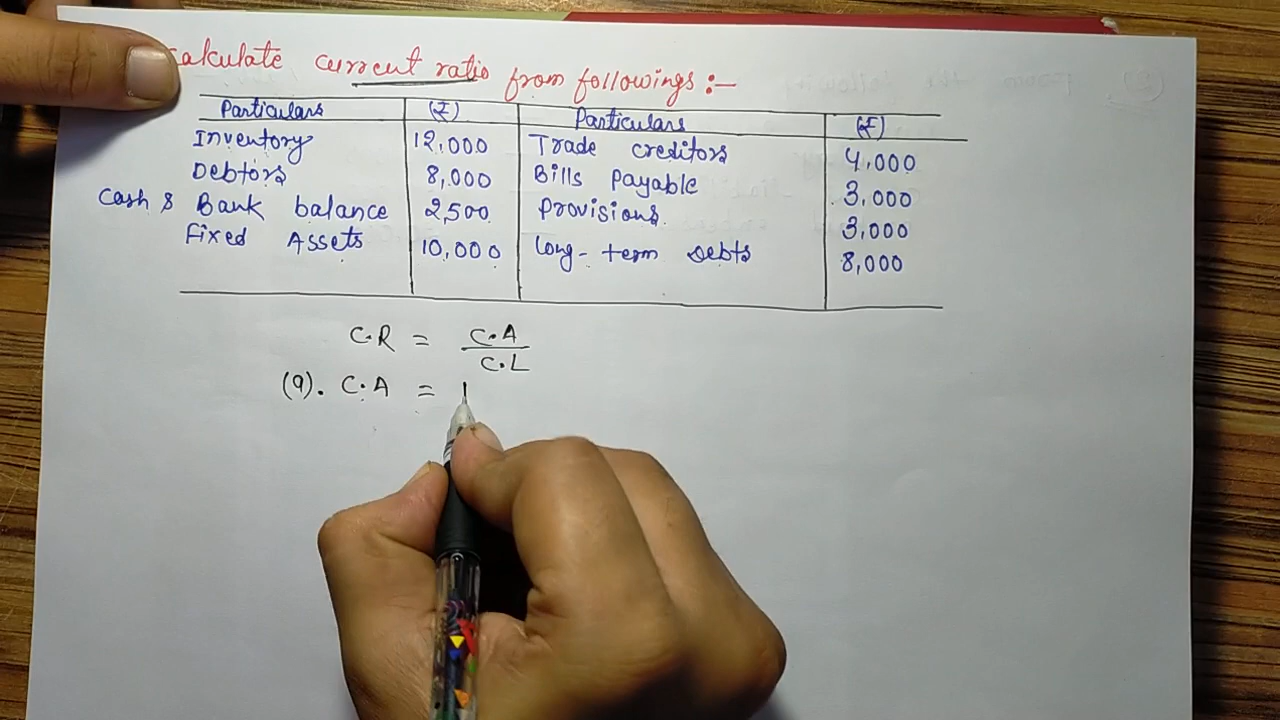 calculate current ratio from followings :-
Particulars (₹) Particulars (₹)
Inventory 12,000 Trade creditors 4,000
Debtors 8,000 Bills Payable 3,000
Cash & Bank balance 2,500 Provisions 3,000
Fixed Assets 10,000 Long-term Debts 8,000
C.R = C.A
C.L
(a). C.A =